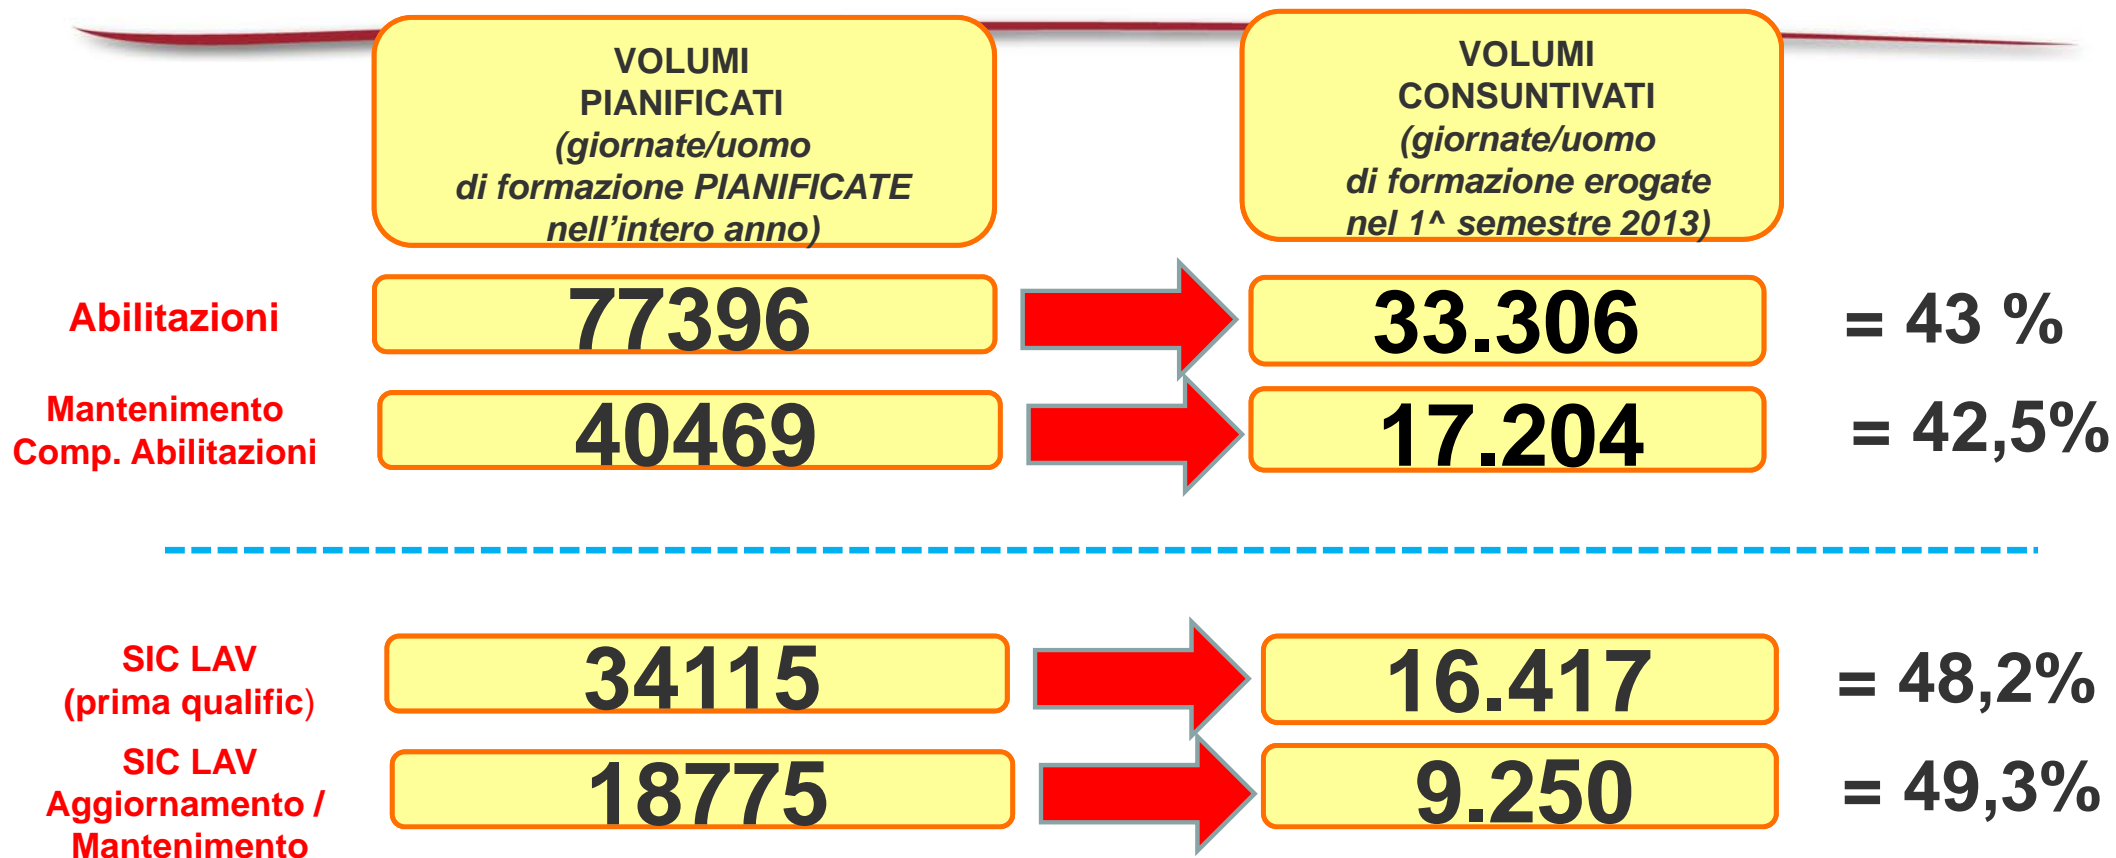 VOLUMI
PIANIFICATI
(giornate/uomo
di formazione PIANIFICATE
nell’intero anno)
VOLUMI
CONSUNTIVATI
(giornate/uomo
di formazione erogate
nel 1^ semestre 2013)
Abilitazioni
77396
33.306
= 43 %
Mantenimento
Comp. Abilitazioni
40469
17.204
= 42,5%
SIC LAV
(prima qualific)
34115
16.417
= 48,2%
SIC LAV
Aggiornamento /
Mantenimento
18775
9.250
= 49,3%